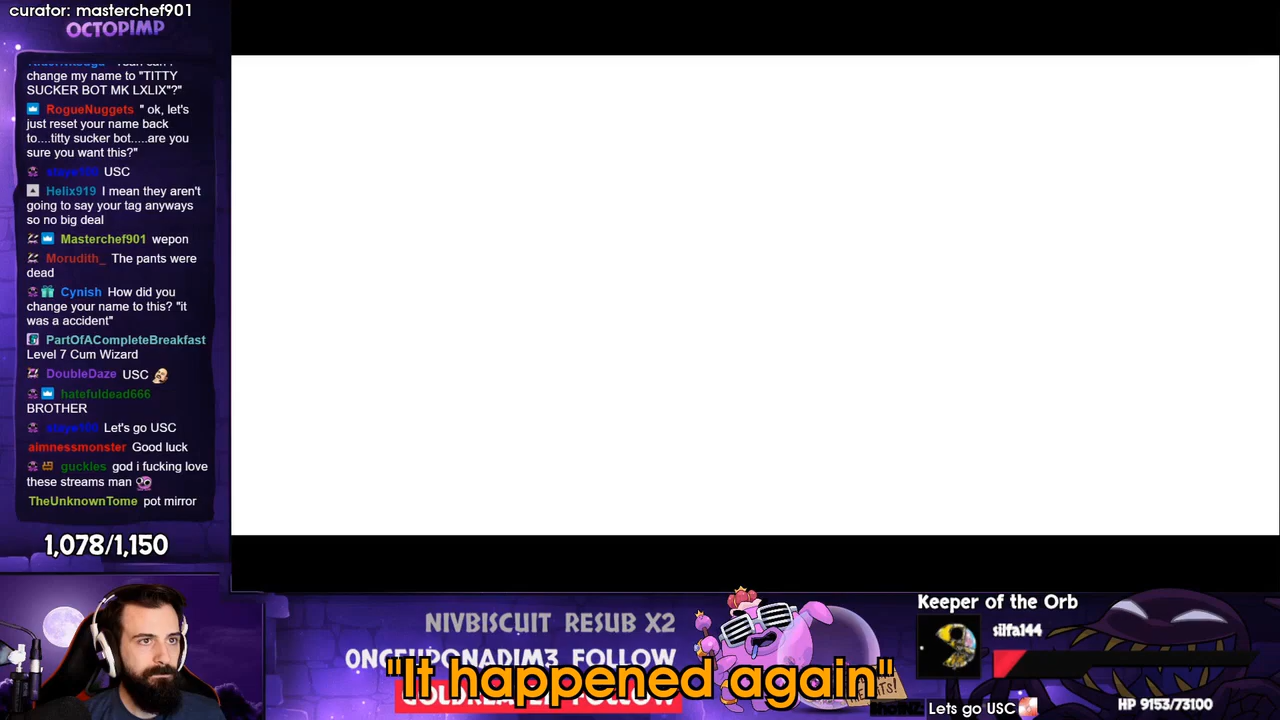 curator: masterchef901
OCTOPIMP
change my name to "TITTY
SUCKER BOT MK LXLIX"?"
RogueNuggets " ok, let's
just reset your name back
to....titty sucker bot.....are you
sure you want this?"
USC
Helix919 I mean they aren't
going to say your tag anyways
so no big deal
Masterchef901 wepon
Morudith_ The pants were
dead
Cynish How did you
change your name to this? "it
was a accident"
PartOfACompleteBreakfast
Level 7 Cum Wizard
DoubleDaze USC
hatefuldead666
BROTHER
Let's go USC
aimnessmonster Good luck
guckles god i fucking love
these streams man
TheUnknownTome pot mirror
1,078/1,150
NIVBISCUIT RESUB X2
ONCEUPONADIM3 FOLLOW
"It happened again"
FOLLOW
Keeper of the Orb
silfa144
Lets go USC
HP 9153/73100